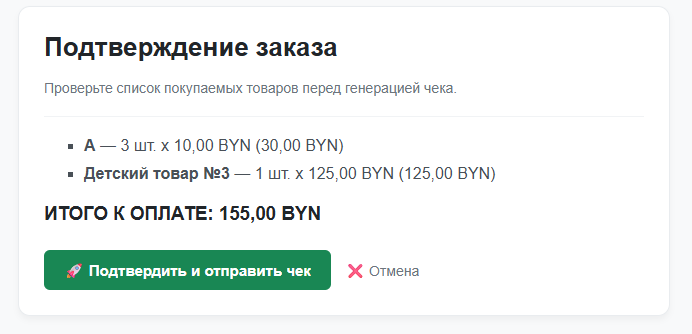 Подтверждение заказа
Проверьте список покупаемых товаров перед генерацией чека.
А — 3 шт. х 10,00 BYN (30,00 BYN)
Детский товар №3 — 1 шт. х 125,00 BYN (125,00 BYN)
ИТОГО К ОПЛАТЕ: 155,00 BYN
🚀 Подтвердить и отправить чек ❌ Отмена